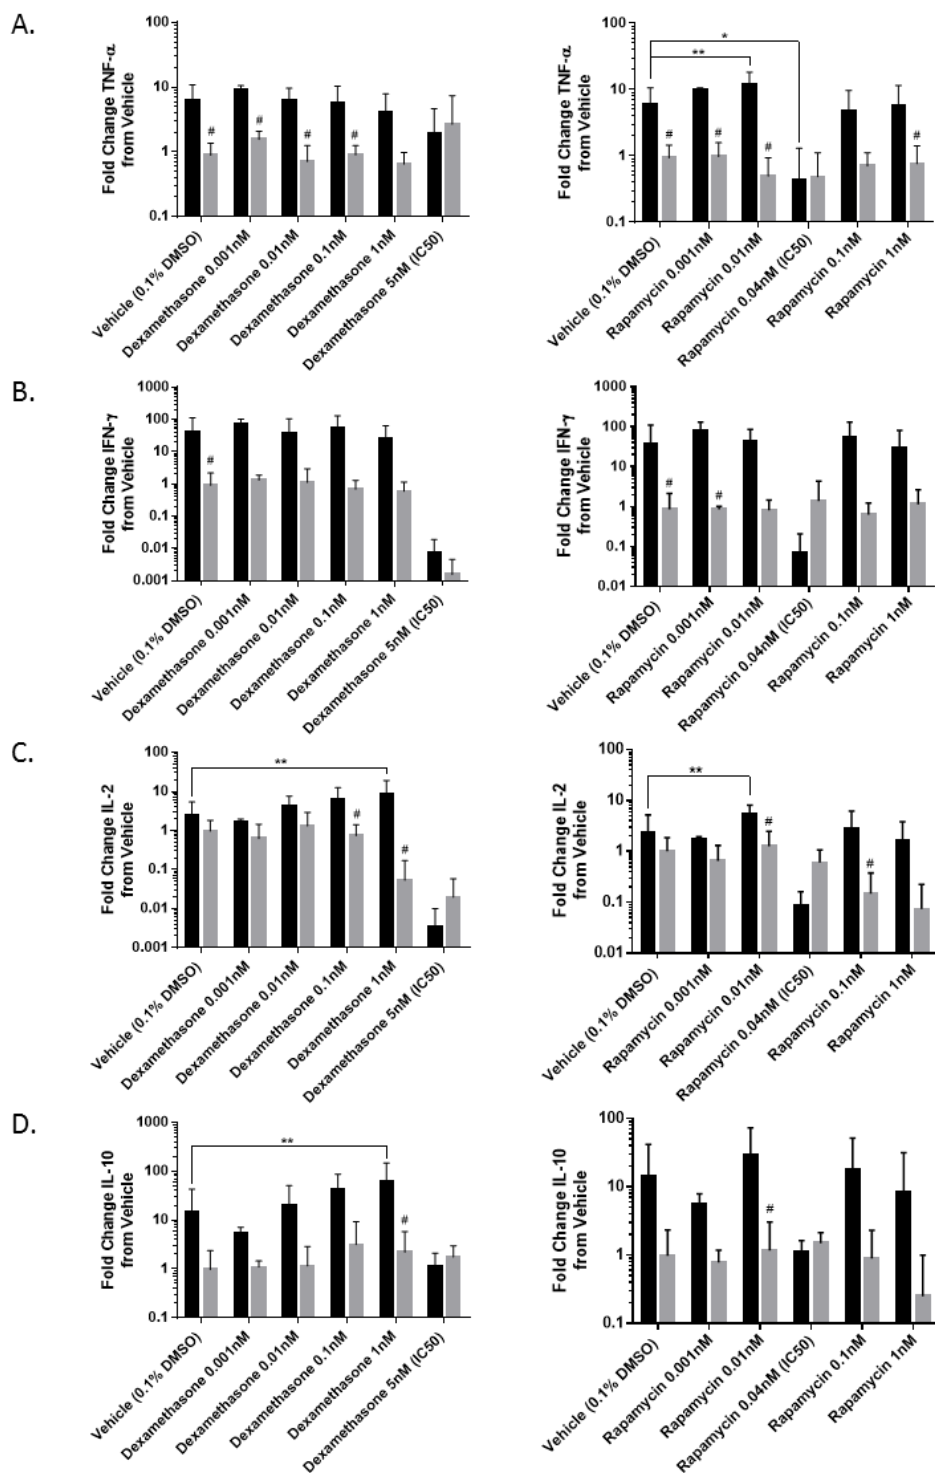 A.
Fold Change TNF-α
from Vehicle
100
10
1
0.1
#
#
#
#
Vehicle (0.1% DMSO)
Dexamethasone 0.001nM
Dexamethasone 0.01nM
Dexamethasone 0.1nM
Dexamethasone 1nM
Dexamethasone 5nM (IC50)
Fold Change TNF-α
from Vehicle
100
10
1
0.1
*
**
#
#
#
#
Vehicle (0.1% DMSO)
Rapamycin 0.001nM
Rapamycin 0.01nM
Rapamycin 0.04nM (IC50)
Rapamycin 0.1nM
Rapamycin 1nM
B.
Fold Change IFN-γ
from Vehicle
1000
100
10
1
0.1
0.01
0.001
#
Vehicle (0.1% DMSO)
Dexamethasone 0.001nM
Dexamethasone 0.01nM
Dexamethasone 0.1nM
Dexamethasone 1nM
Dexamethasone 5nM (IC50)
Fold Change IFN-γ
from Vehicle
1000
100
10
1
0.1
0.01
#
#
Vehicle (0.1% DMSO)
Rapamycin 0.001nM
Rapamycin 0.01nM
Rapamycin 0.04nM (IC50)
Rapamycin 0.1nM
Rapamycin 1nM
C.
Fold Change IL-2
from Vehicle
100
10
1
0.1
0.01
0.001
**
#
#
Vehicle (0.1% DMSO)
Dexamethasone 0.001nM
Dexamethasone 0.01nM
Dexamethasone 0.1nM
Dexamethasone 1nM
Dexamethasone 5nM (IC50)
Fold Change IL-2
from Vehicle
100
10
1
0.1
0.01
**
#
#
Vehicle (0.1% DMSO)
Rapamycin 0.001nM
Rapamycin 0.01nM
Rapamycin 0.04nM (IC50)
Rapamycin 0.1nM
Rapamycin 1nM
D.
Fold Change IL-10
from Vehicle
1000
100
10
1
0.1
**
#
Vehicle (0.1% DMSO)
Dexamethasone 0.001nM
Dexamethasone 0.01nM
Dexamethasone 0.1nM
Dexamethasone 1nM
Dexamethasone 5nM (IC50)
Fold Change IL-10
from Vehicle
100
10
1
0.1
#
Vehicle (0.1% DMSO)
Rapamycin 0.001nM
Rapamycin 0.01nM
Rapamycin 0.04nM (IC50)
Rapamycin 0.1nM
Rapamycin 1nM